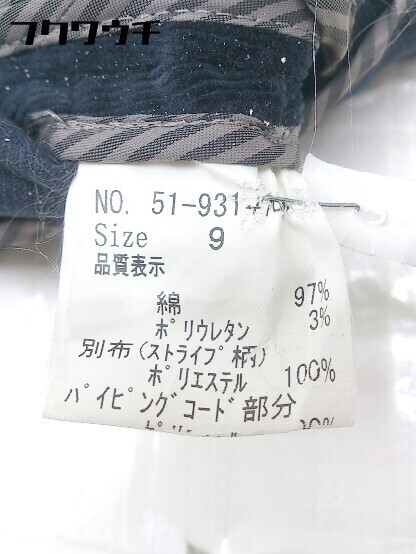 フクワウチ
NO. 51-931
Size 9
品質表示
綿 97%
ポリウレタン 3%
別布(ストライプ柄)
ポリエステル 100%
パイピングコード部分